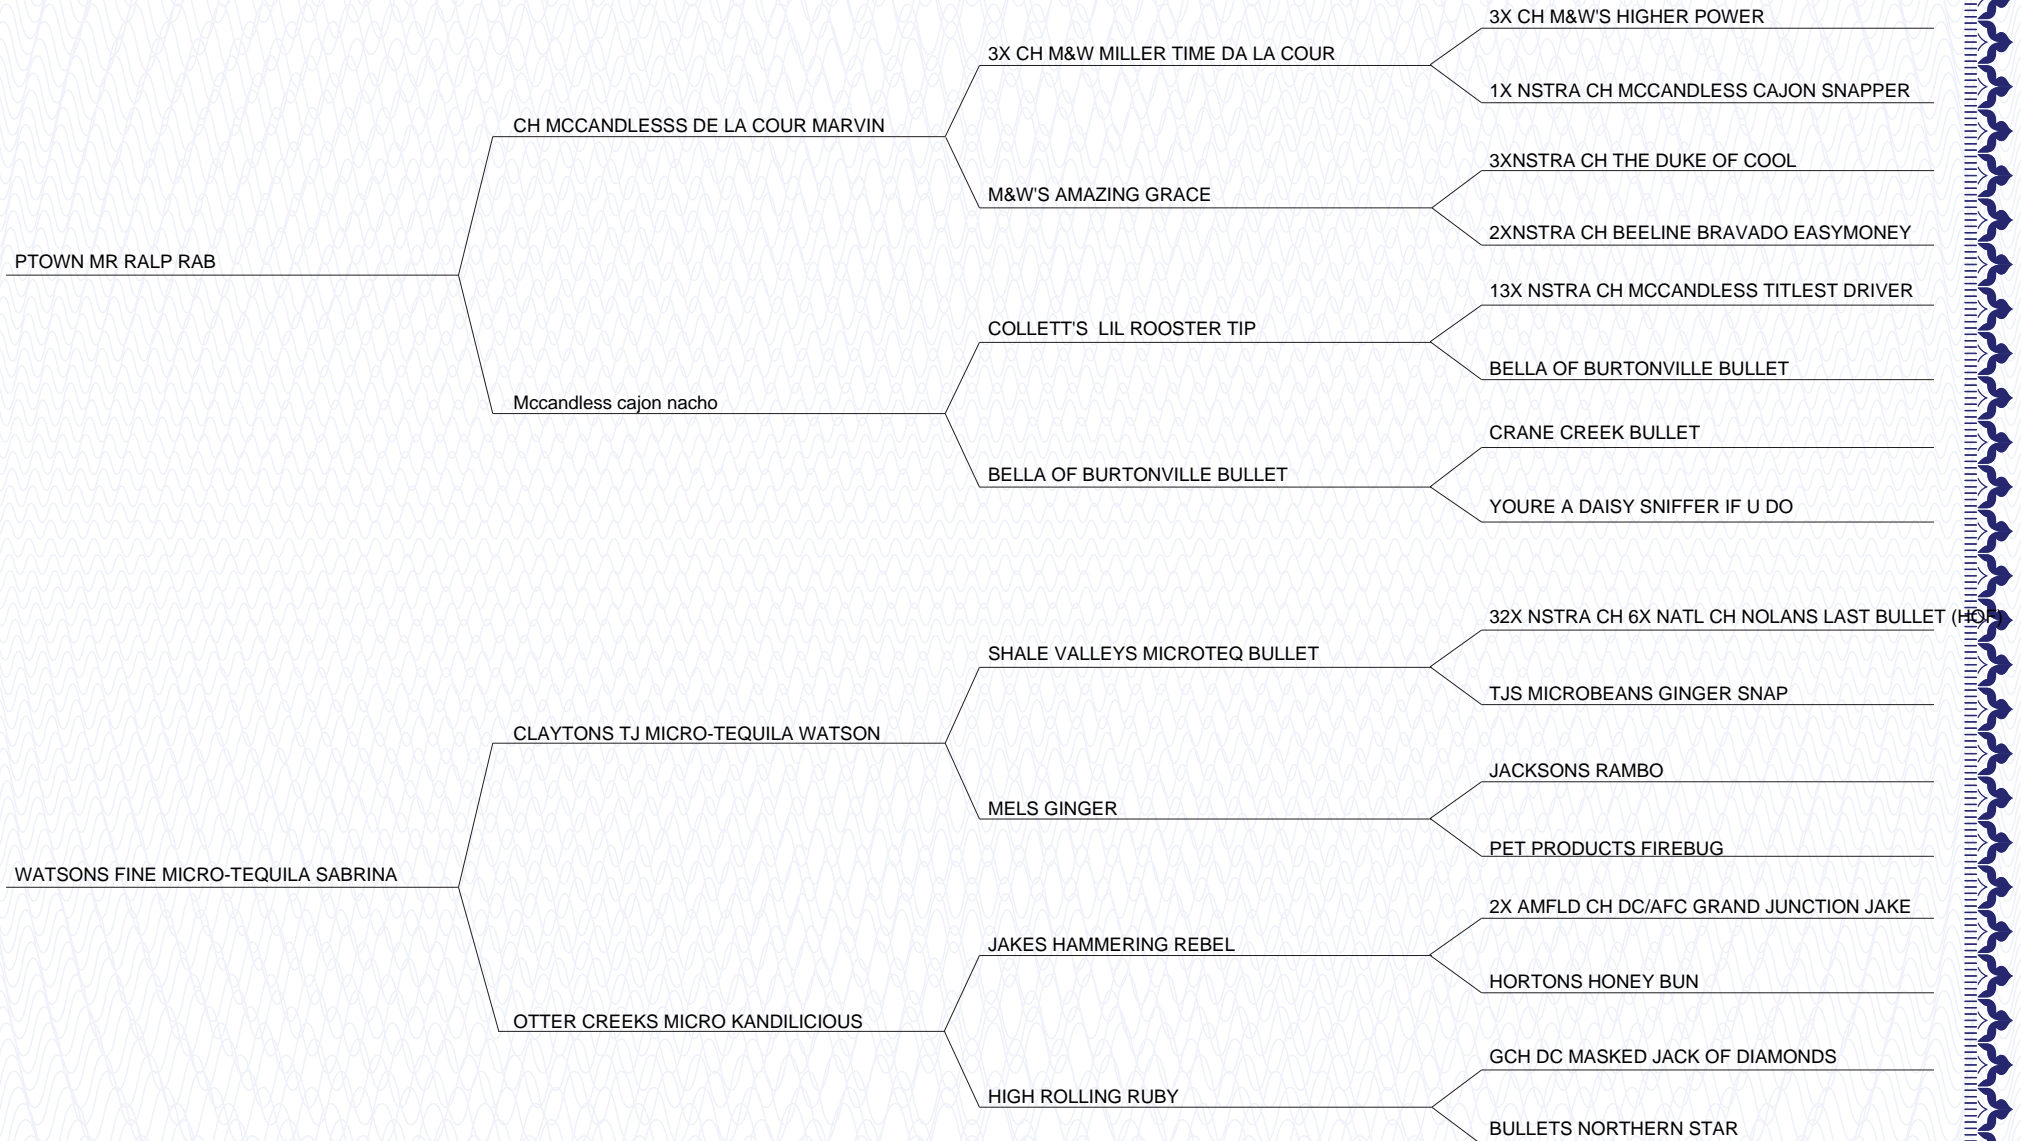 3X CH M&W'S HIGHER POWER
3X CH M&W MILLER TIME DA LA COUR
1X NSTRA CH MCCANDLESS CAJON SNAPPER
CH MCCANDLESSS DE LA COUR MARVIN
3XNSTRA CH THE DUKE OF COOL
M&W'S AMAZING GRACE
2XNSTRA CH BEELINE BRAVADO EASYMONEY
PTOWN MR RALP RAB
13X NSTRA CH MCCANDLESS TITLEST DRIVER
COLLETT'S  LIL ROOSTER TIP
BELLA OF BURTONVILLE BULLET
Mccandless cajon nacho
CRANE CREEK BULLET
BELLA OF BURTONVILLE BULLET
YOURE A DAISY SNIFFER IF U DO
32X NSTRA CH 6X NATL CH NOLANS LAST BULLET (HOF)
SHALE VALLEYS MICROTEQ BULLET
TJS MICROBEANS GINGER SNAP
CLAYTONS TJ MICRO-TEQUILA WATSON
JACKSONS RAMBO
MELS GINGER
PET PRODUCTS FIREBUG
WATSONS FINE MICRO-TEQUILA SABRINA
2X AMFLD CH DC/AFC GRAND JUNCTION JAKE
JAKES HAMMERING REBEL
HORTONS HONEY BUN
OTTER CREEKS MICRO KANDILICIOUS
GCH DC MASKED JACK OF DIAMONDS
HIGH ROLLING RUBY
BULLETS NORTHERN STAR